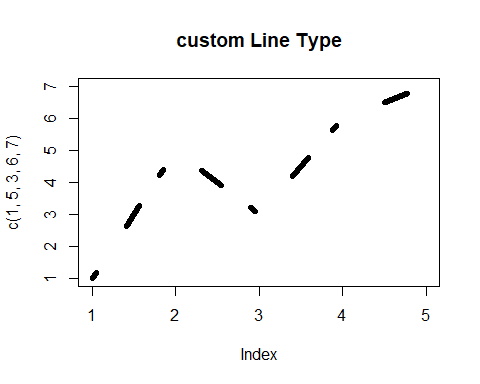 custom Line Type
c(1, 5, 3, 6, 7)
7
6
5
4
3
2
1
1 2 3 4 5
Index